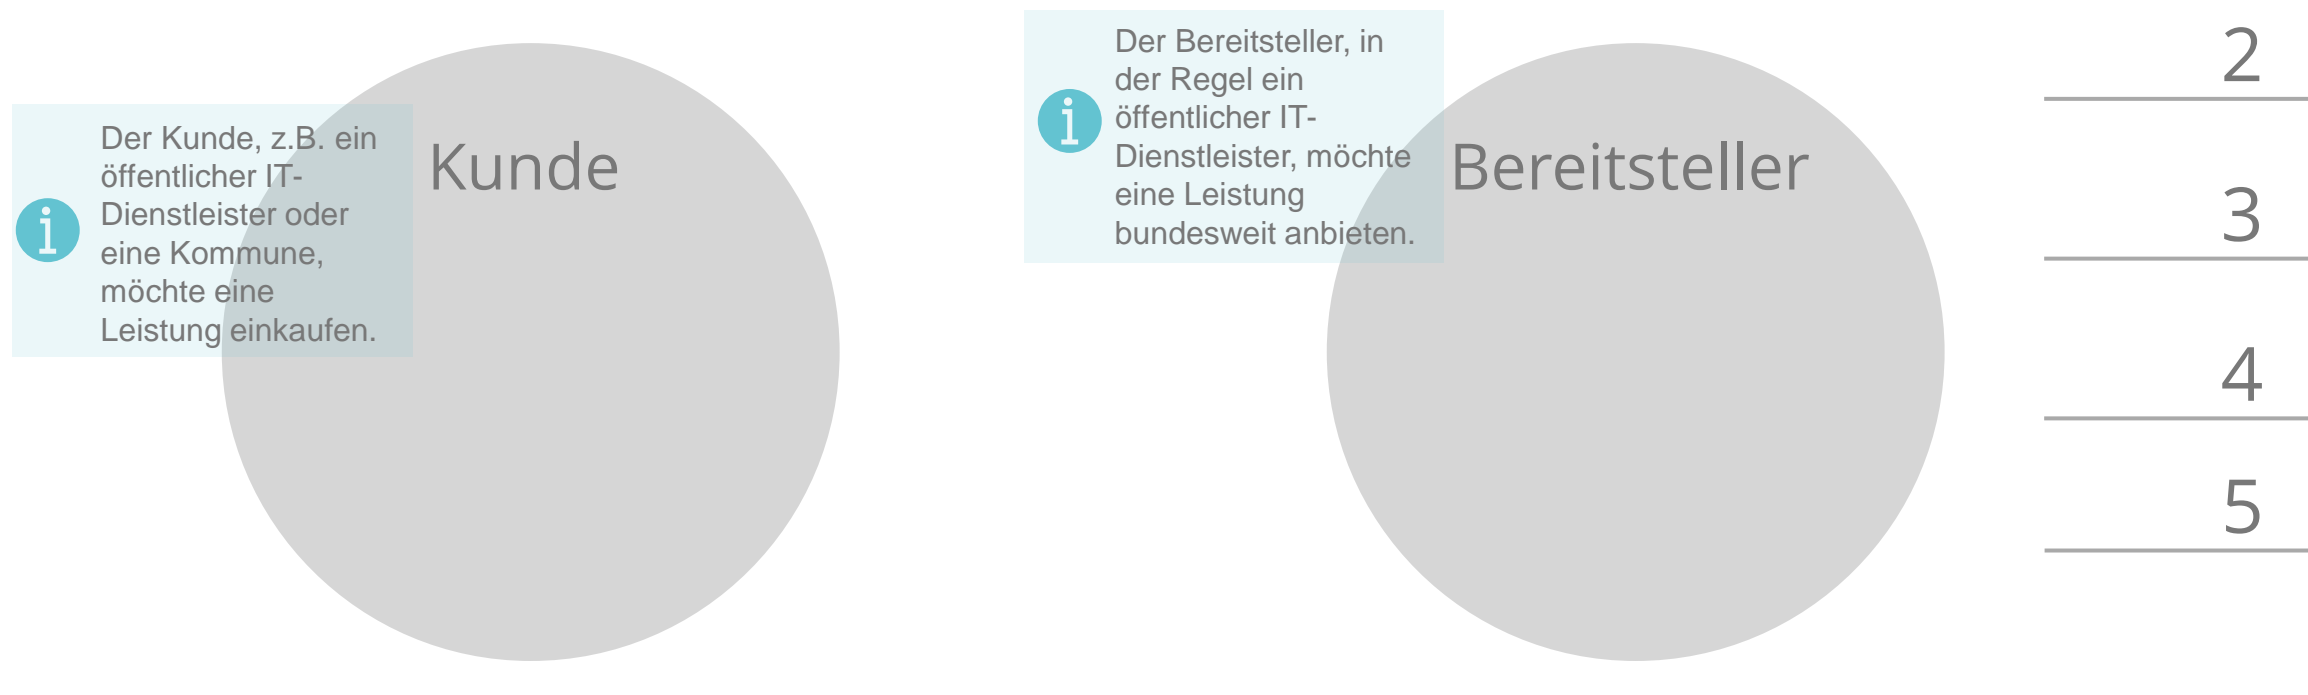 Der Kunde, z.B. ein
öffentlicher IT-
Dienstleister oder
eine Kommune,
möchte eine
Leistung einkaufen.
Kunde
Der Bereitsteller, in
der Regel ein
öffentlicher IT-
Dienstleister, möchte
eine Leistung
bundesweit anbieten.
Bereitsteller
2
3
4
5